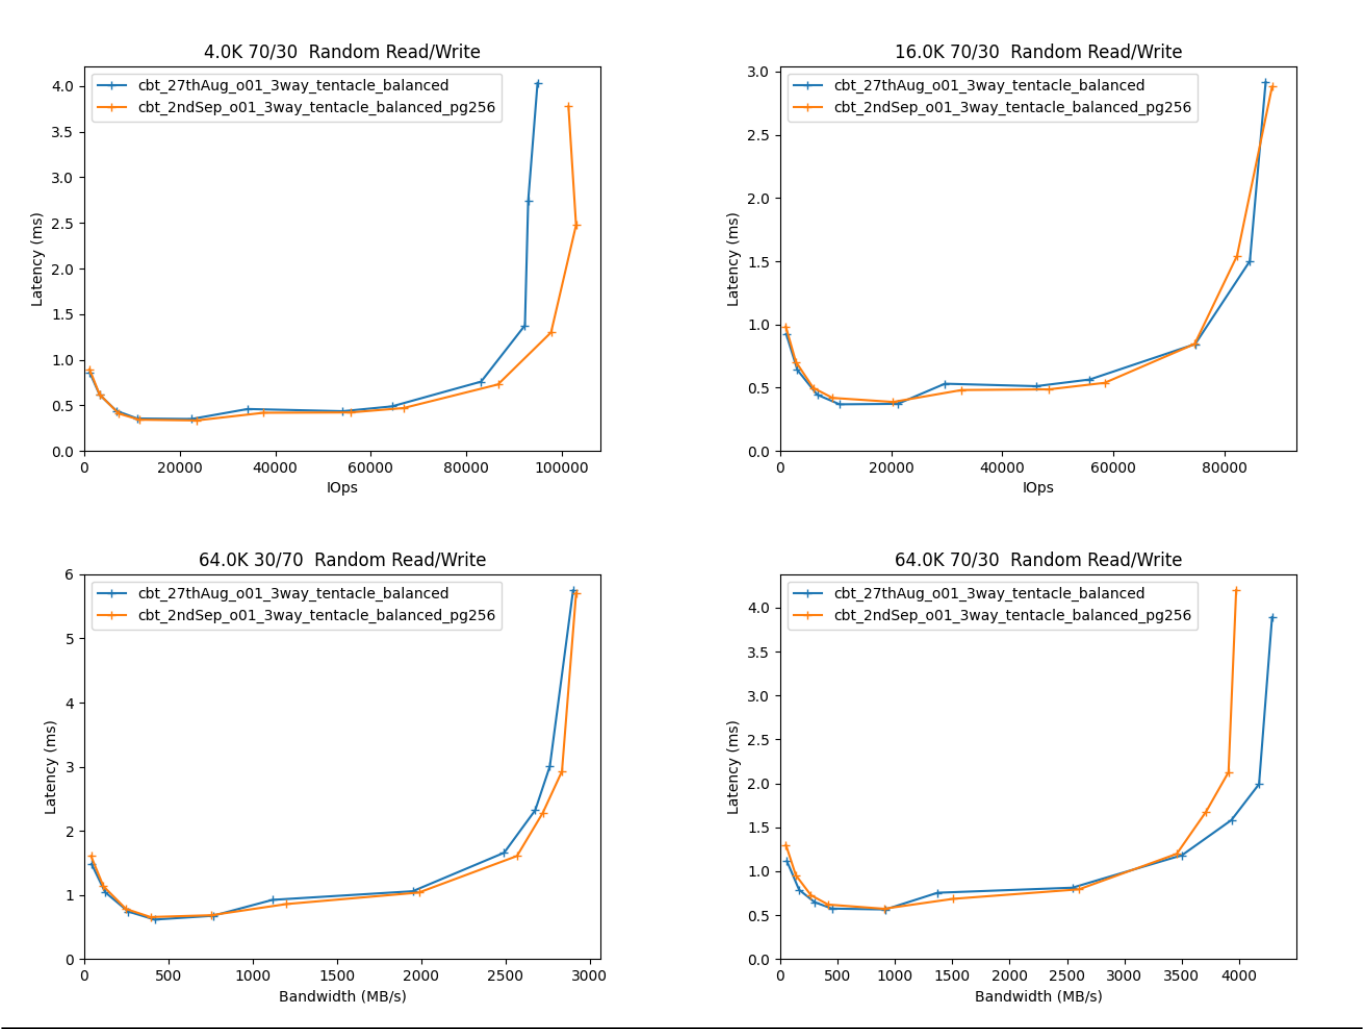 4.0K 70/30  Random Read/Write
cbt_27thAug_o01_3way_tentacle_balanced
cbt_2ndSep_o01_3way_tentacle_balanced_pg256
4.0
3.5
3.0
2.5
2.0
1.5
1.0
0.5
0.0
Latency (ms)
0 20000 40000 60000 80000 100000
IOps
16.0K 70/30  Random Read/Write
cbt_27thAug_o01_3way_tentacle_balanced
cbt_2ndSep_o01_3way_tentacle_balanced_pg256
3.0
2.5
2.0
1.5
1.0
0.5
0.0
Latency (ms)
0 20000 40000 60000 80000
IOps
64.0K 30/70  Random Read/Write
cbt_27thAug_o01_3way_tentacle_balanced
cbt_2ndSep_o01_3way_tentacle_balanced_pg256
6
5
4
3
2
1
0
Latency (ms)
0 500 1000 1500 2000 2500 3000
Bandwidth (MB/s)
64.0K 70/30  Random Read/Write
cbt_27thAug_o01_3way_tentacle_balanced
cbt_2ndSep_o01_3way_tentacle_balanced_pg256
4.0
3.5
3.0
2.5
2.0
1.5
1.0
0.5
0.0
Latency (ms)
0 500 1000 1500 2000 2500 3000 3500 4000
Bandwidth (MB/s)